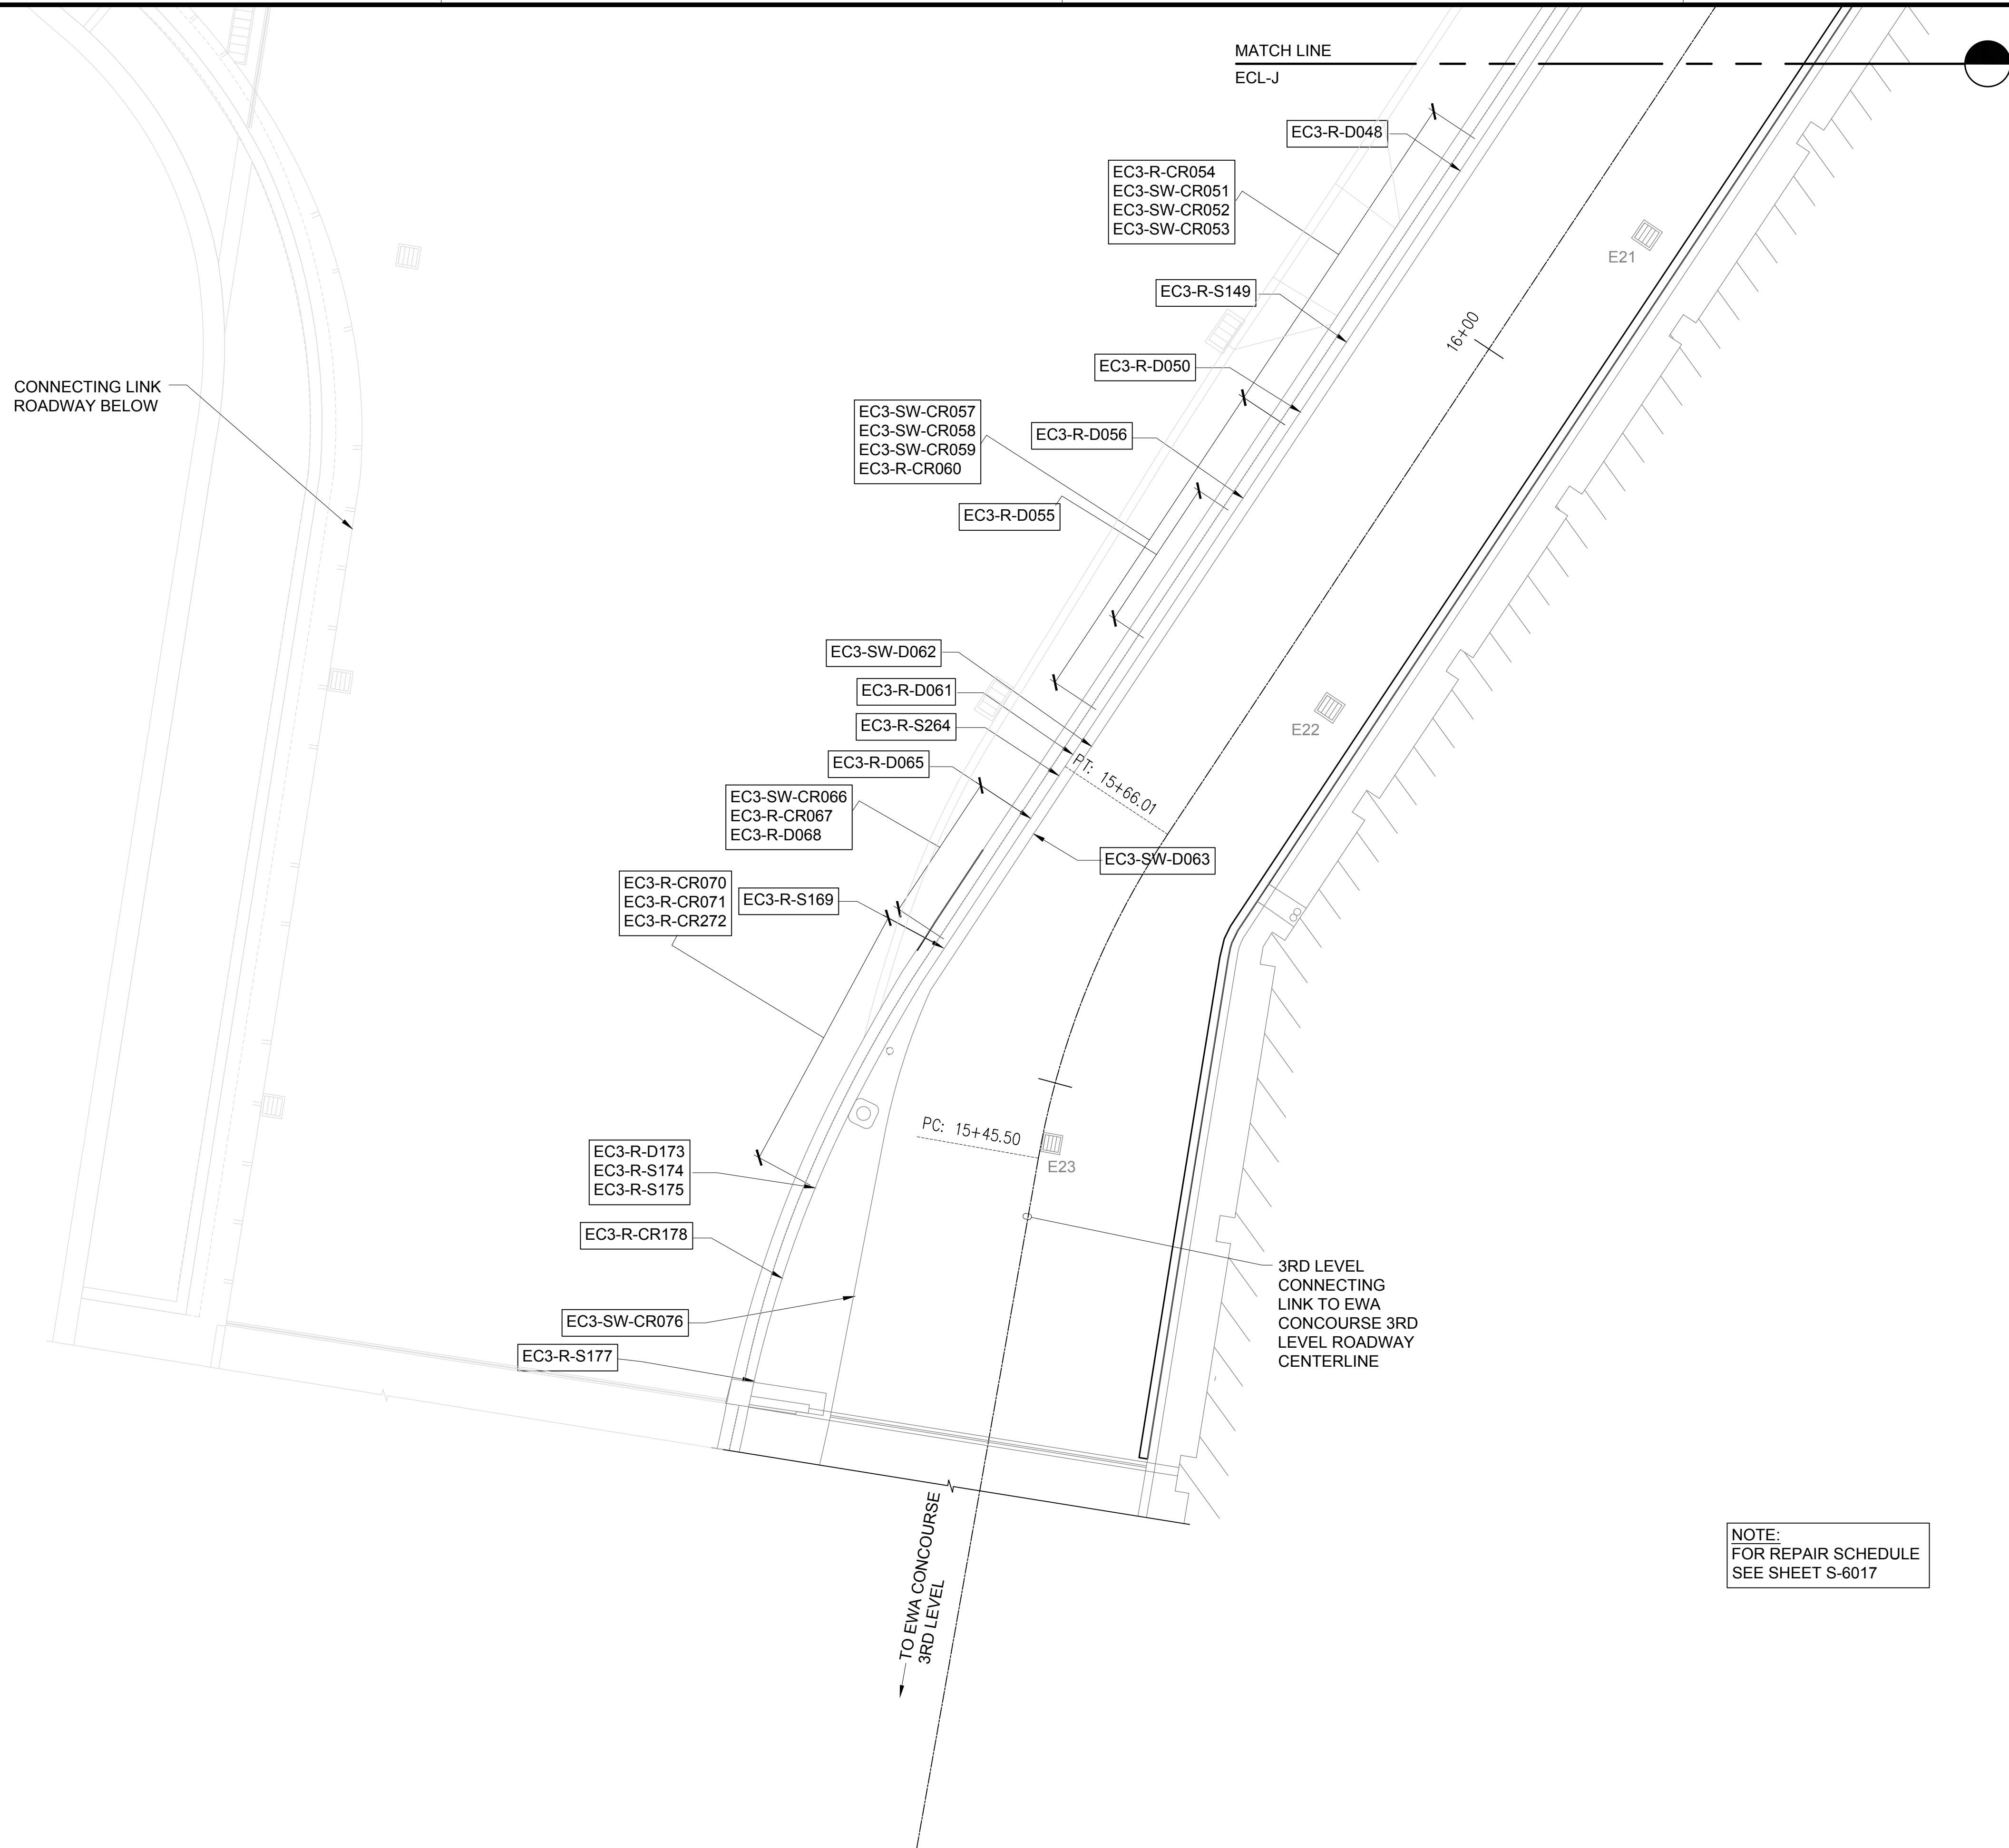 MATCH LINE
ECL-J
EC3-R-D048
EC3-R-CR054
EC3-SW-CR051
EC3-SW-CR052
EC3-SW-CR053
E21
EC3-R-S149
16+00
EC3-R-D050
CONNECTING LINK
ROADWAY BELOW
EC3-SW-CR057
EC3-SW-CR058
EC3-SW-CR059
EC3-R-CR060
EC3-R-D056
EC3-R-D055
EC3-SW-D062
EC3-R-D061
EC3-R-S264
E22
EC3-R-D065
PT: 15+66.01
EC3-SW-CR066
EC3-R-CR067
EC3-R-D068
EC3-SW-D063
EC3-R-CR070
EC3-R-CR071
EC3-R-CR272
EC3-R-S169
PC: 15+45.50
E23
EC3-R-D173
EC3-R-S174
EC3-R-S175
EC3-R-CR178
3RD LEVEL
CONNECTING
LINK TO EWA
CONCOURSE 3RD
LEVEL ROADWAY
CENTERLINE
EC3-SW-CR076
EC3-R-S177
TO EWA CONCOURSE
3RD LEVEL
NOTE:
FOR REPAIR SCHEDULE
SEE SHEET S-6017